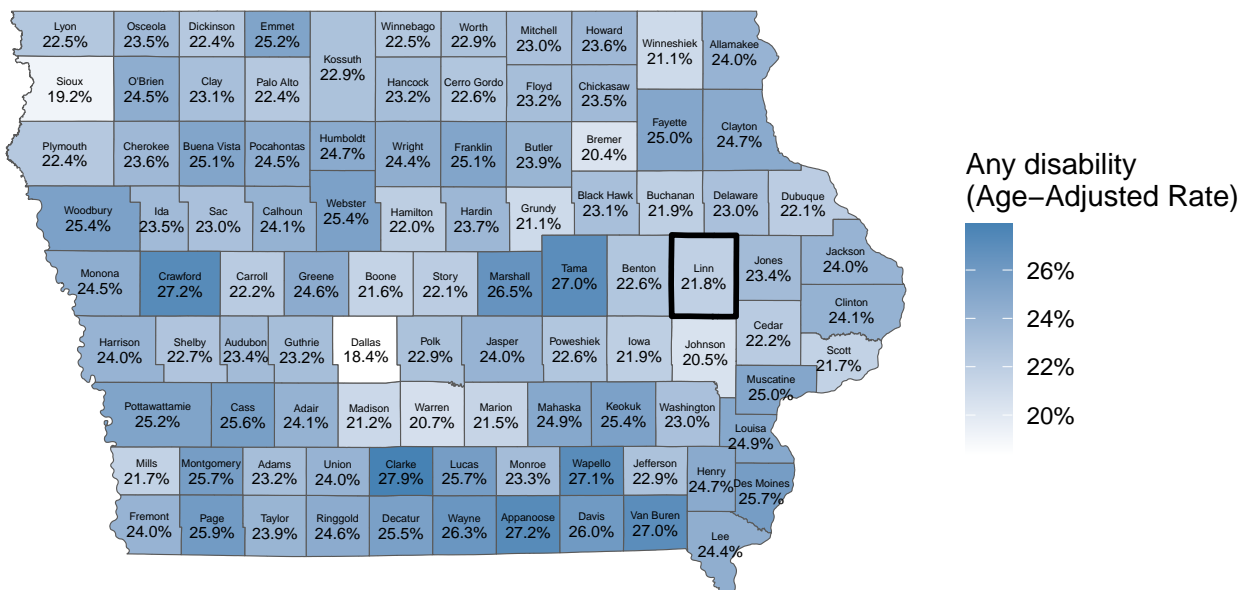 Lyon
22.5%
Osceola
23.5%
Dickinson
22.4%
Emmet
25.2%
Kossuth
22.9%
Winnebago
22.5%
Worth
22.9%
Mitchell
23.0%
Howard
23.6%
Winneshiek
21.1%
Allamakee
24.0%
Sioux
19.2%
O'Brien
24.5%
Clay
23.1%
Palo Alto
22.4%
Hancock
23.2%
Cerro Gordo
22.6%
Floyd
23.2%
Chickasaw
23.5%
Fayette
25.0%
Clayton
24.7%
Plymouth
22.4%
Cherokee
23.6%
Buena Vista
25.1%
Pocahontas
24.5%
Humboldt
24.7%
Wright
24.4%
Franklin
25.1%
Butler
23.9%
Bremer
20.4%
Woodbury
25.4%
Ida
23.5%
Sac
23.0%
Calhoun
24.1%
Webster
25.4%
Hamilton
22.0%
Hardin
23.7%
Grundy
21.1%
Black Hawk
23.1%
Buchanan
21.9%
Delaware
23.0%
Dubuque
22.1%
Monona
24.5%
Crawford
27.2%
Carroll
22.2%
Greene
24.6%
Boone
21.6%
Story
22.1%
Marshall
26.5%
Tama
27.0%
Benton
22.6%
Linn
21.8%
Jones
23.4%
Jackson
24.0%
Clinton
24.1%
Harrison
24.0%
Shelby
22.7%
Audubon
23.4%
Guthrie
23.2%
Dallas
18.4%
Polk
22.9%
Jasper
24.0%
Poweshiek
22.6%
Iowa
21.9%
Johnson
20.5%
Cedar
22.2%
Scott
21.7%
Muscatine
25.0%
Pottawattamie
25.2%
Cass
25.6%
Adair
24.1%
Madison
21.2%
Warren
20.7%
Marion
21.5%
Mahaska
24.9%
Keokuk
25.4%
Washington
23.0%
Louisa
24.9%
Mills
21.7%
Montgomery
25.7%
Adams
23.2%
Union
24.0%
Clarke
27.9%
Lucas
25.7%
Monroe
23.3%
Wapello
27.1%
Jefferson
22.9%
Henry
24.7%
Des Moines
25.7%
Fremont
24.0%
Page
25.9%
Taylor
23.9%
Ringgold
24.6%
Decatur
25.5%
Wayne
26.3%
Appanoose
27.2%
Davis
26.0%
Van Buren
27.0%
Lee
24.4%
Any disability
(Age−Adjusted Rate)
26%
24%
22%
20%